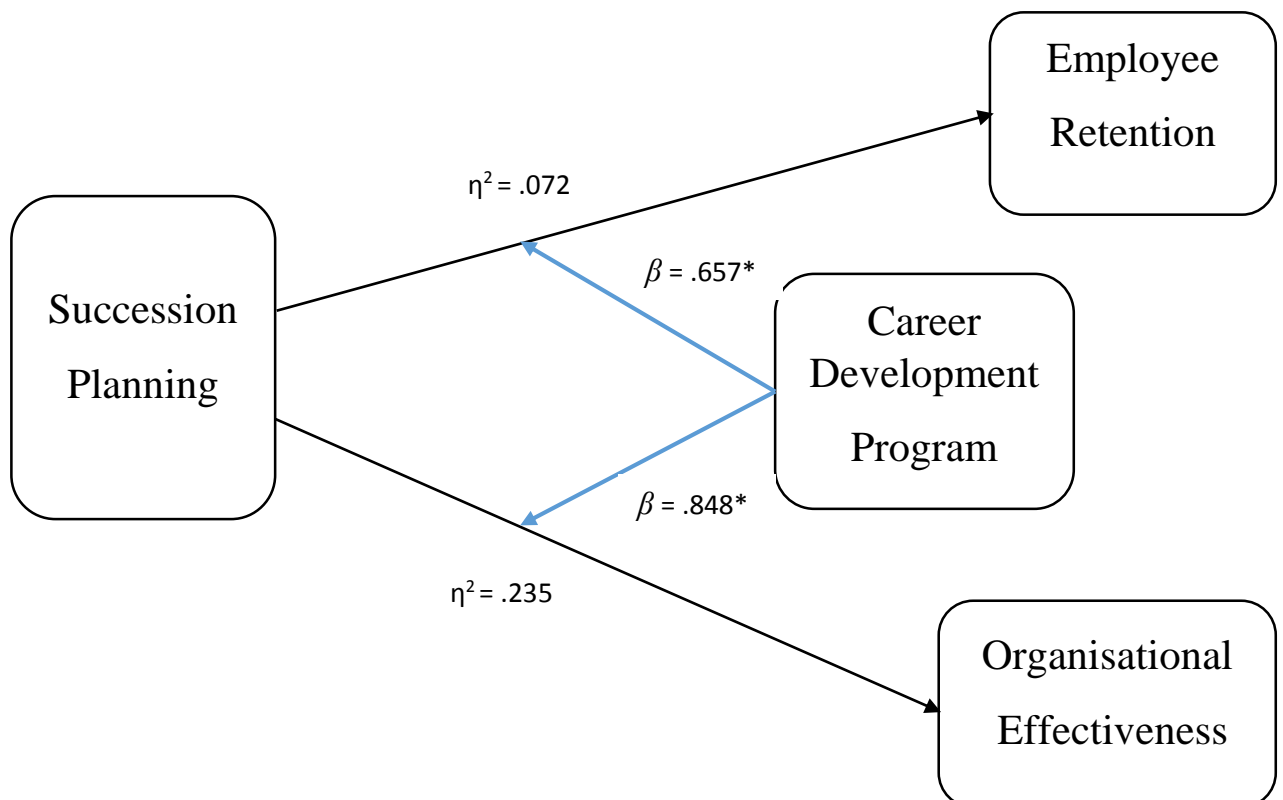 Employee
Retention
η² = .072
β = .657*
Succession
Planning
Career
Development
Program
β = .848*
η² = .235
Organisational
Effectiveness